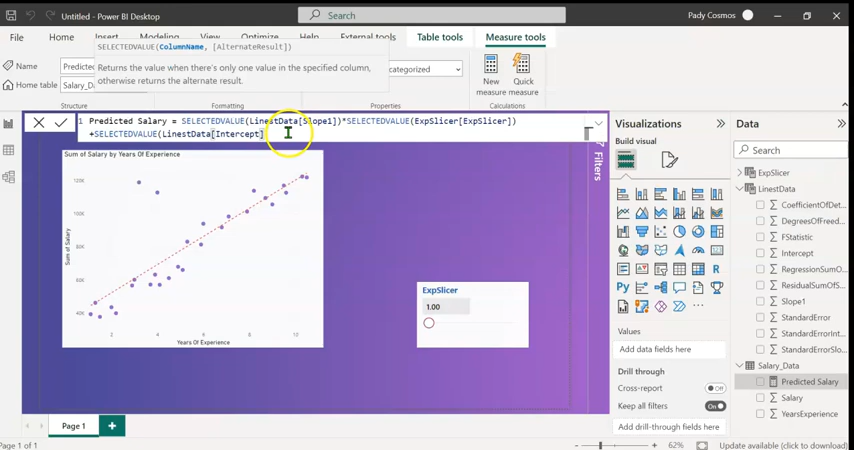 Untitled - Power BI Desktop
Search
Pady Cosmos
File
Home
Insert
Modeling
View
Optimize
Help
External tools
Table tools
Measure tools
SELECTEDVALUE(ColumnName, [AlternateResult])
Returns the value when there's only one value in the specified column,
otherwise returns the alternate result.
Name
Predicted
Home table
Salary_Data
categorized
New
measure
Quick
measure
Structure
Formatting
Calculations
1 Predicted Salary = SELECTEDVALUE(LinestData[Slope1])*SELECTEDVALUE(ExpSlicer[ExpSlicer])
+SELECTEDVALUE(LinestData[Intercept]
Sum of Salary by Years Of Experience
Sum of Salary
120K
100K
80K
60K
40K
2
4
6
8
10
Years Of Experience
ExpSlicer
1.00
Filters
Visualizations
Build visual
Values
Add data fields here
Drill through
Cross-report
Off
Keep all filters
On
Add drill-through fields here
Data
Search
ExpSlicer
LinestData
CoefficientOfDet...
DegreesOfFreed...
FStatistic
Intercept
RegressionSumO...
ResidualSumOfS...
Slope1
StandardError
StandardErrorInt...
StandardErrorSlo...
Salary_Data
Predicted Salary
Salary
YearsExperience
Page 1
Page 1 of 1
62%
Update available (click to download)